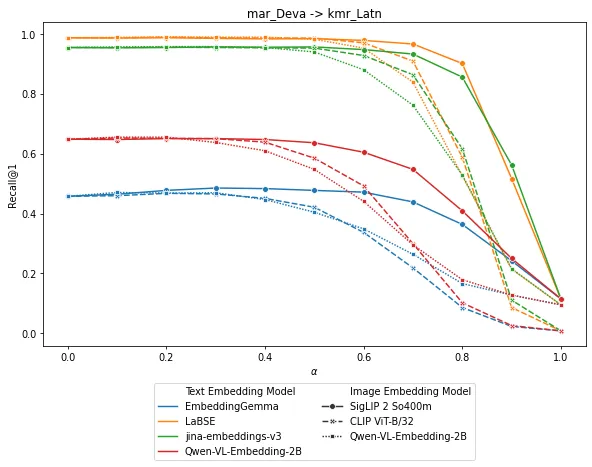 mar_Deva -> kmr_Latn
Recall@1
1.0
0.8
0.6
0.4
0.2
0.0
0.0 0.2 0.4 0.6 0.8 1.0
α
Text Embedding Model Image Embedding Model
EmbeddingGemma SigLIP 2 So400m
LaBSE CLIP ViT-B/32
jina-embeddings-v3 Qwen-VL-Embedding-2B
Qwen-VL-Embedding-2B